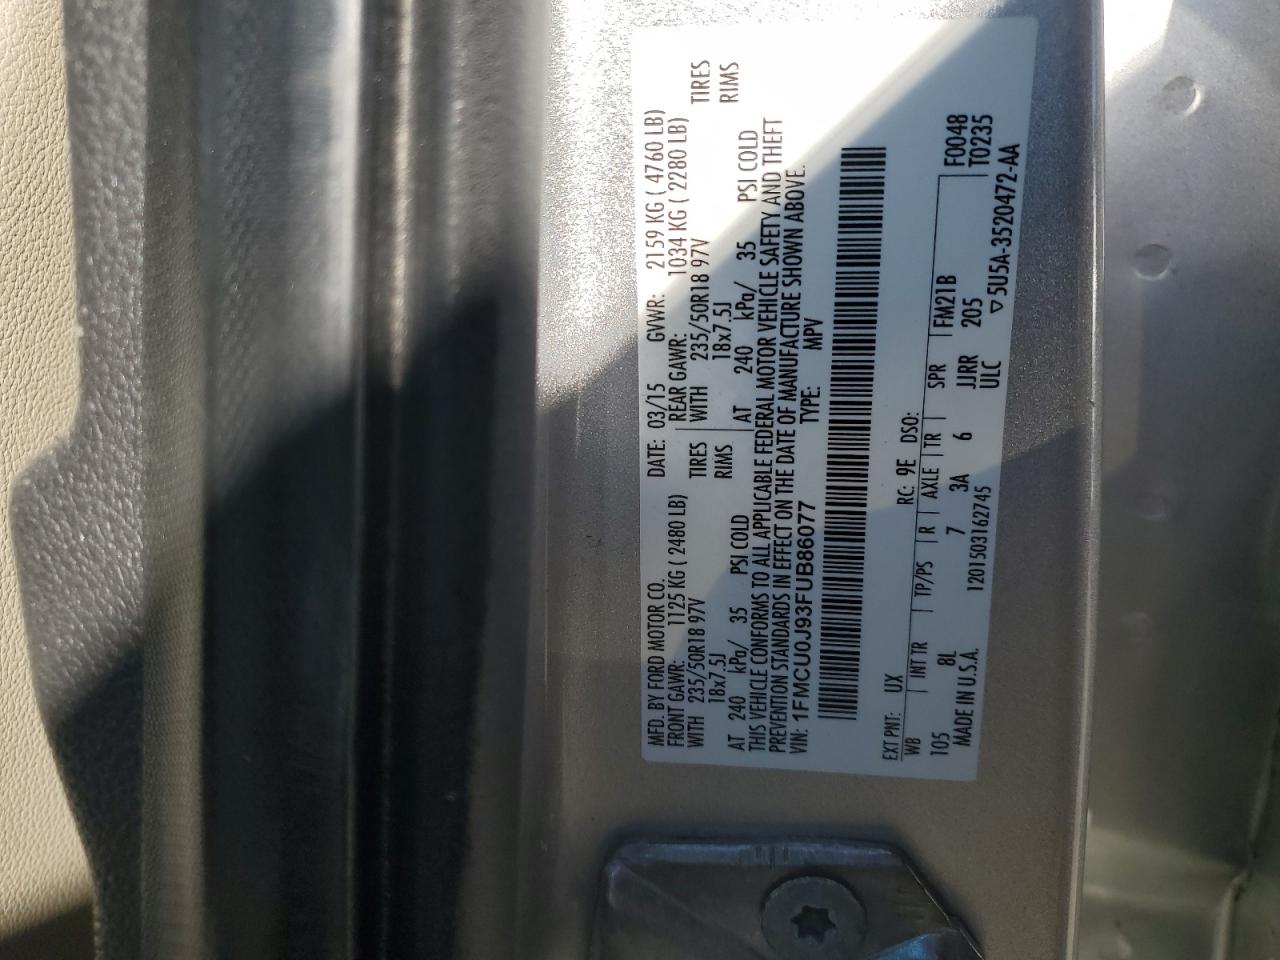 MFD. BY FORD MOTOR CO. DATE: 03/15 GVWR: 2159 KG ( 4760 LB)
FRONT GAWR: 1125 KG ( 2480 LB) REAR GAWR: 1034 KG ( 2280 LB)
WITH 235/50R18 97V TIRES WITH 235/50R18 97V TIRES
18x7.5J RIMS 18x7.5J RIMS
AT 240 kPa/ 35 PSI COLD AT 240 kPa/ 35 PSI COLD
THIS VEHICLE CONFORMS TO ALL APPLICABLE FEDERAL MOTOR VEHICLE SAFETY AND THEFT
PREVENTION STANDARDS IN EFFECT ON THE DATE OF MANUFACTURE SHOWN ABOVE.
VIN: 1FMCU0J93FUB86077 TYPE: MPV
EXT PNT: UX RC: 9E DSO: F0048
WB INT TR TP/PS R AXLE TR SPR FM21B T0235
105 8L 7 3A 6 JJRR 205
MADE IN U.S.A. 1201503162745 ULC ▽5U5A-3520472-AA